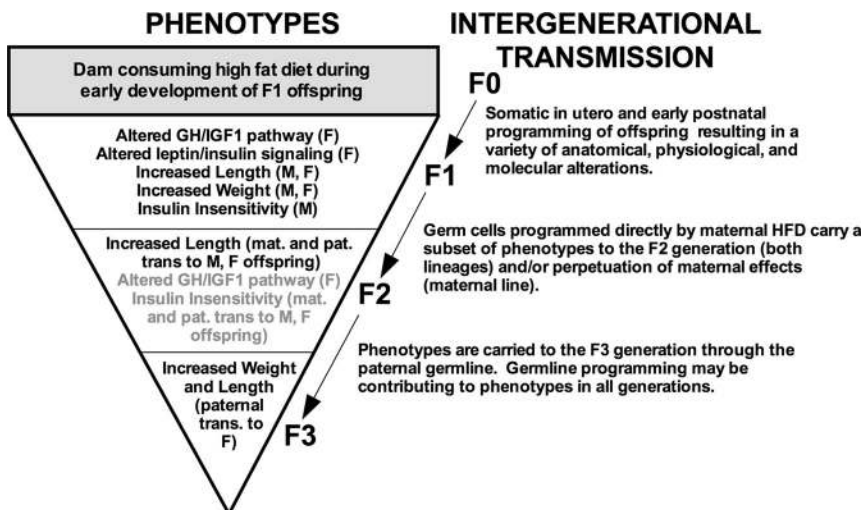 PHENOTYPES
INTERGENERATIONAL
TRANSMISSION
Dam consuming high fat diet during
early development of F1 offspring
F0
Somatic in utero and early postnatal
programming of offspring resulting in a
variety of anatomical, physiological, and
molecular alterations.
Altered GH/IGF1 pathway (F)
Altered leptin/insulin signaling (F)
Increased Length (M, F)
Increased Weight (M, F)
Insulin Insensitivity (M)
F1
Germ cells programmed directly by maternal HFD carry a
subset of phenotypes to the F2 generation (both
lineages) and/or perpetuation of maternal effects
(maternal line).
Increased Length (mat. and pat.
trans to M, F offspring)
Altered GH/IGF1 pathway (F)
Insulin Insensitivity (mat.
and pat. trans to M, F
offspring)
F2
Phenotypes are carried to the F3 generation through the
paternal germline. Germline programming may be
contributing to phenotypes in all generations.
Increased Weight
and Length
(paternal
trans. to
F)
F3